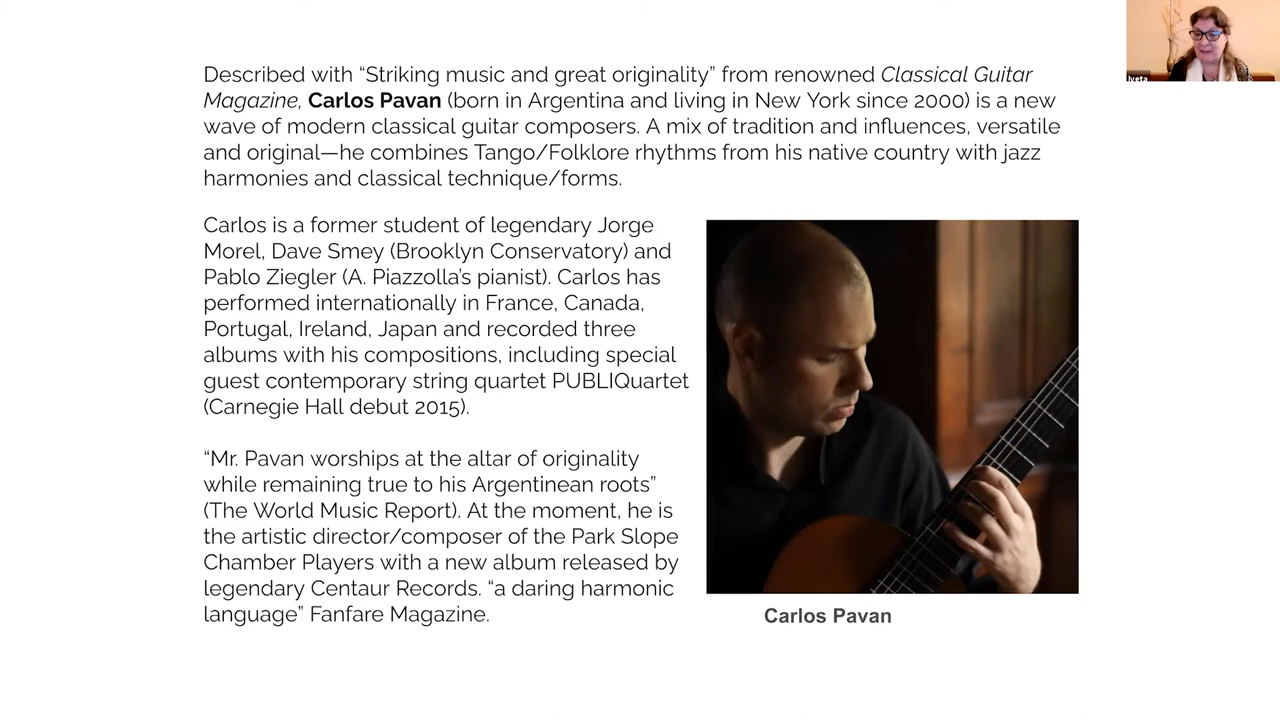 Described with “Striking music and great originality” from renowned Classical Guitar
Magazine, Carlos Pavan (born in Argentina and living in New York since 2000) is a new
wave of modern classical guitar composers. A mix of tradition and influences, versatile
and original—he combines Tango/Folklore rhythms from his native country with jazz
harmonies and classical technique/forms.
Carlos is a former student of legendary Jorge
Morel, Dave Smey (Brooklyn Conservatory) and
Pablo Ziegler (A. Piazzolla’s pianist). Carlos has
performed internationally in France, Canada,
Portugal, Ireland, Japan and recorded three
albums with his compositions, including special
guest contemporary string quartet PUBLIQuartet
(Carnegie Hall debut 2015).
“Mr. Pavan worships at the altar of originality
while remaining true to his Argentinean roots”
(The World Music Report). At the moment, he is
the artistic director/composer of the Park Slope
Chamber Players with a new album released by
legendary Centaur Records. “a daring harmonic
language” Fanfare Magazine.
Carlos Pavan
Iveta